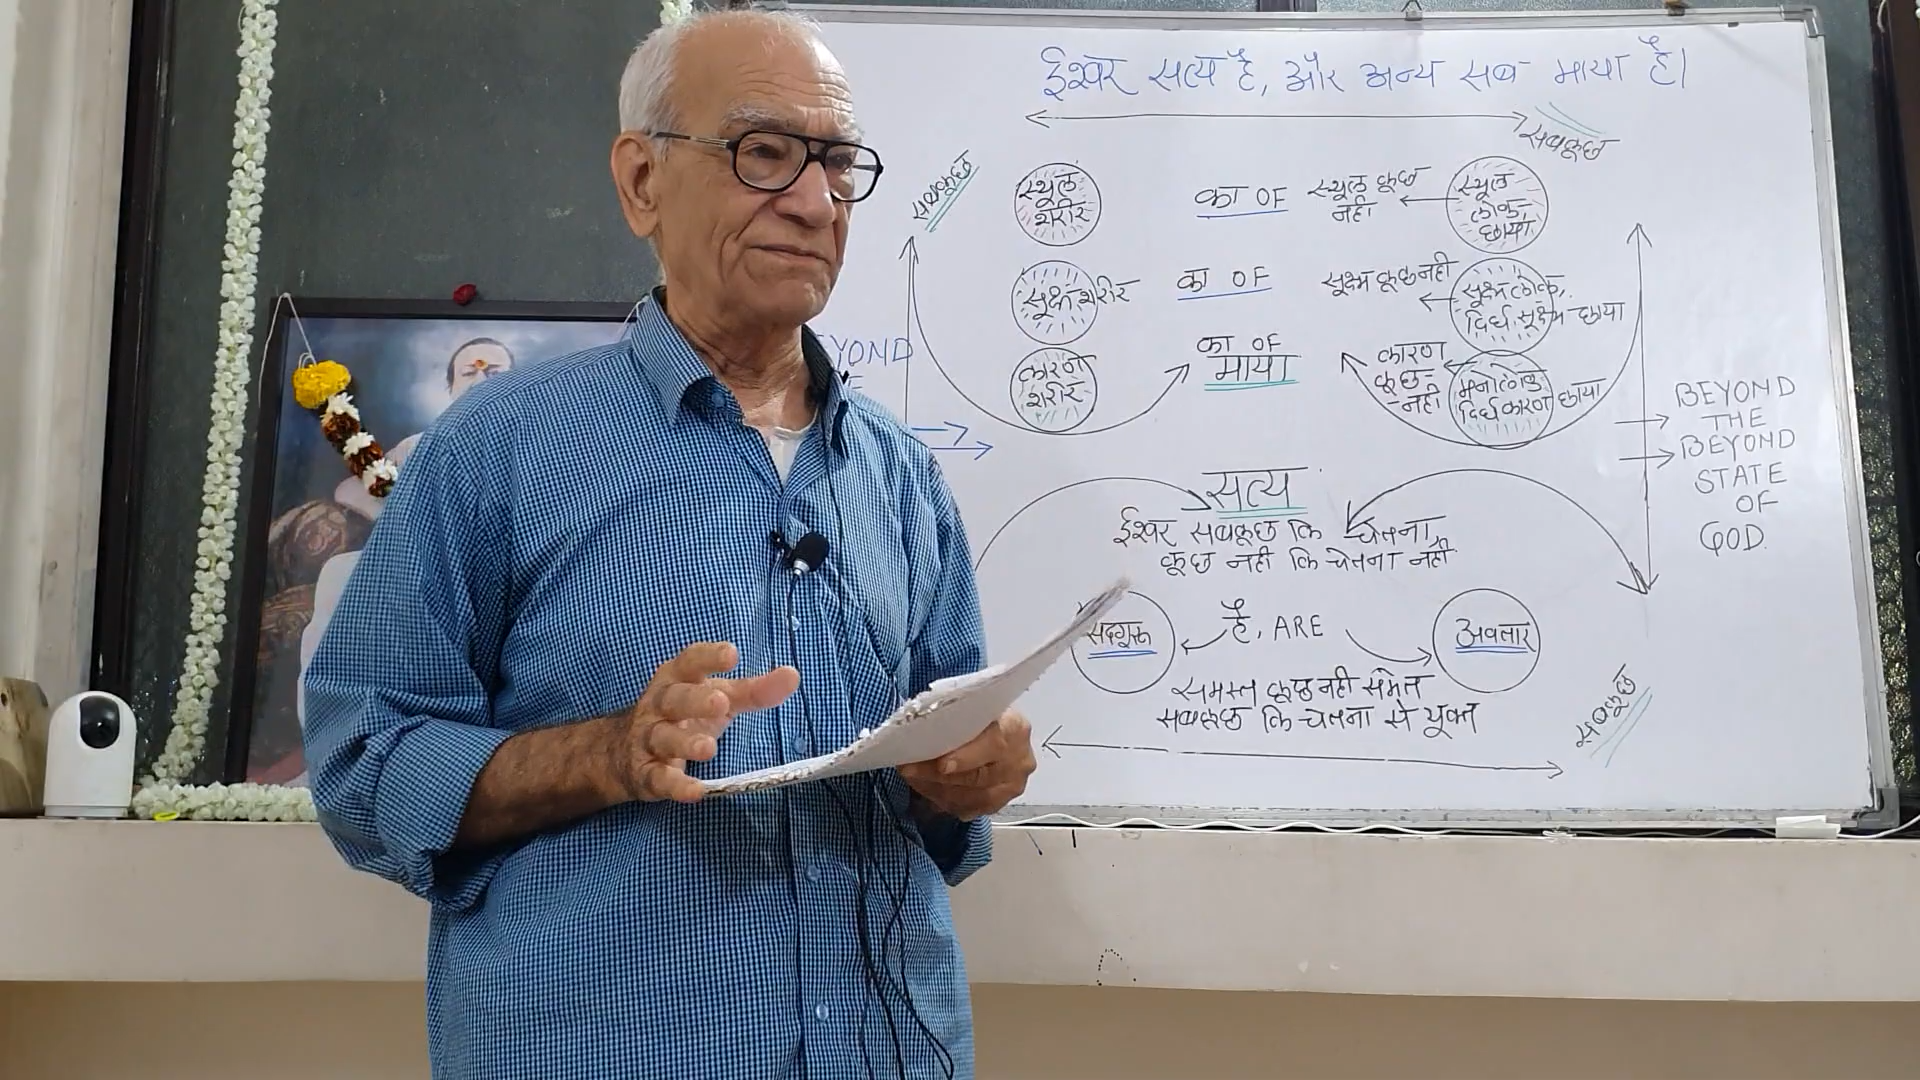 ईश्वर सत्य है, और अन्य सब माया है।
सबकूछ
सबकूछ
स्थूल
शरीर
का OF
स्थूल कूछ
नही
स्थूल
लोक,
छाया.
सूक्ष्म शरीर
का OF
सूक्ष्म कूछ नही
सूक्ष्म लोक,
विर्ध, सूक्ष्म-छाया
कारण
शरीर
का OF
माया
कारण
कूछ-
नही
मनोलोक
विर्ध कारण छाया
YOND
BEYOND
THE
BEYOND
STATE
OF
GOD.
सत्य
ईश्वर सबकूछ कि चेतना,
कूछ नही कि चेतना नही.
सदगूरू
है, ARE
अवतार
समस्त कूछ नही समेत
सबकूछ कि चेतना से यूक्त
सबकूछ